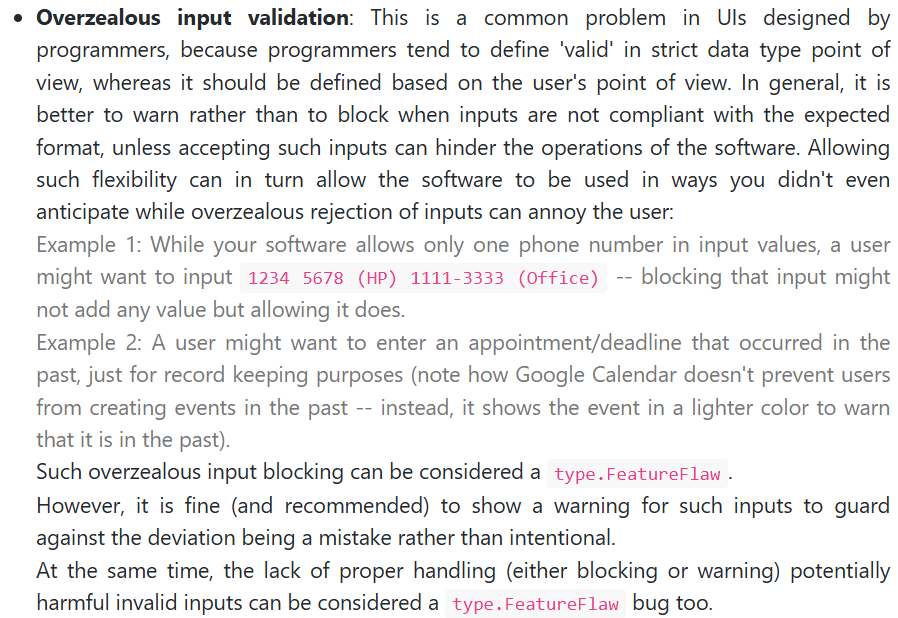 • Overzealous input validation: This is a common problem in UIs designed by
programmers, because programmers tend to define 'valid' in strict data type point of
view, whereas it should be defined based on the user's point of view. In general, it is
better to warn rather than to block when inputs are not compliant with the expected
format, unless accepting such inputs can hinder the operations of the software. Allowing
such flexibility can in turn allow the software to be used in ways you didn't even
anticipate while overzealous rejection of inputs can annoy the user:
Example 1: While your software allows only one phone number in input values, a user
might want to input 1234 5678 (HP) 1111-3333 (Office) -- blocking that input might
not add any value but allowing it does.
Example 2: A user might want to enter an appointment/deadline that occurred in the
past, just for record keeping purposes (note how Google Calendar doesn't prevent users
from creating events in the past -- instead, it shows the event in a lighter color to warn
that it is in the past).
Such overzealous input blocking can be considered a type.FeatureFlaw.
However, it is fine (and recommended) to show a warning for such inputs to guard
against the deviation being a mistake rather than intentional.
At the same time, the lack of proper handling (either blocking or warning) potentially
harmful invalid inputs can be considered a type.FeatureFlaw bug too.